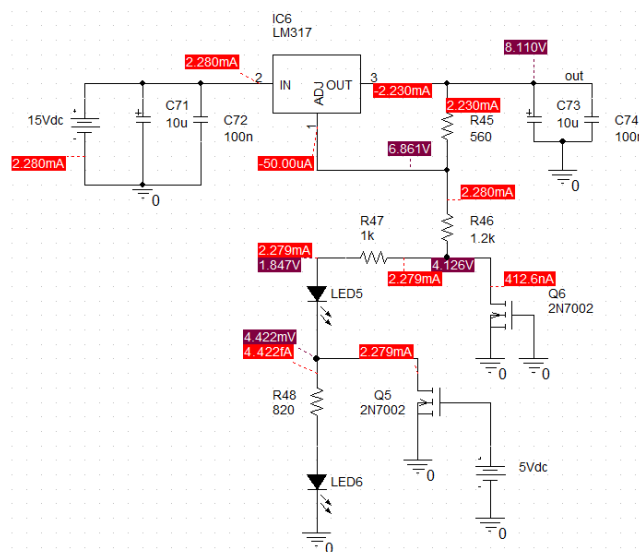 IC6
LM317
2.280mA
2
IN
ADJ
OUT
3
-2.230mA
8.110V
out
15Vdc
+
-
C71
10u
C72
100n
2.230mA
R45
560
+
C73
10u
C74
100n
2.280mA
1
-50.00uA
6.861V
0
0
2.280mA
R47
1k
R46
1.2k
2.279mA
1.847V
2.279mA
4.126V
412.6nA
LED5
Q6
2N7002
4.422mV
4.422fA
2.279mA
0
0
R48
820
Q5
2N7002
5Vdc
-
0
LED6
0
0